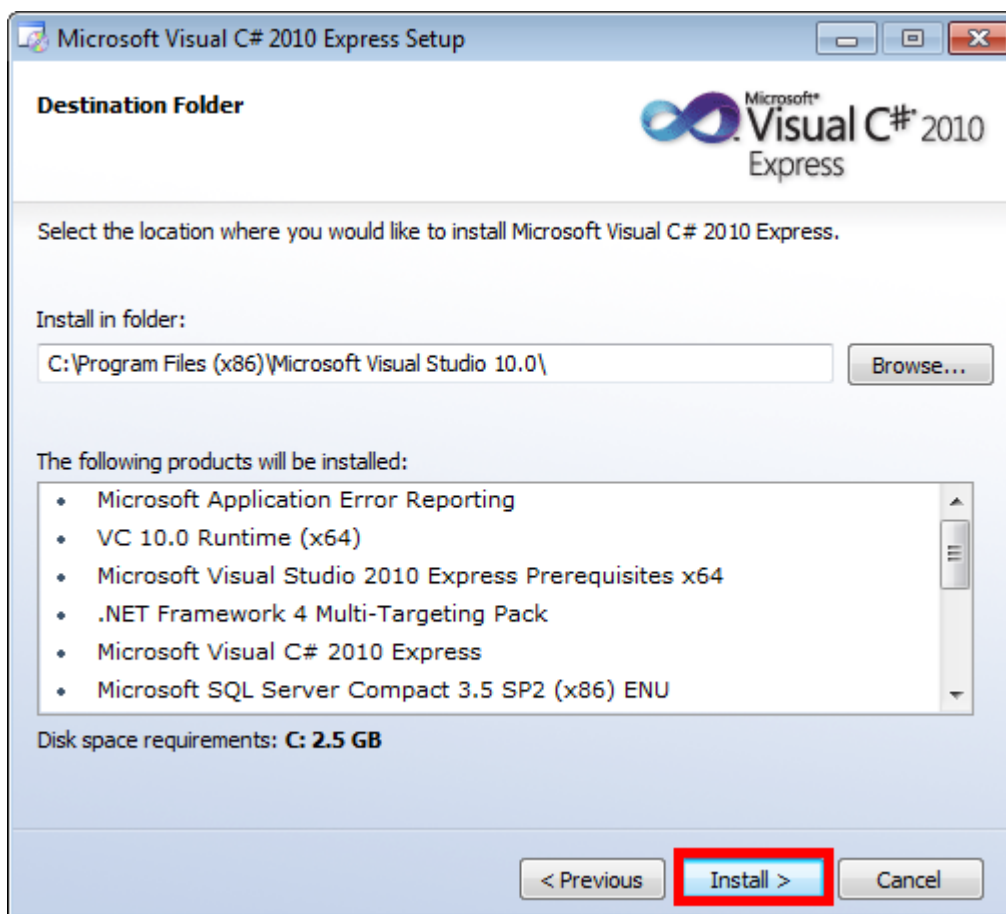 Microsoft Visual C# 2010 Express Setup
Destination Folder
Microsoft®
Visual C#® 2010
Express
Select the location where you would like to install Microsoft Visual C# 2010 Express.
Install in folder:
C:\Program Files (x86)\Microsoft Visual Studio 10.0\
Browse...
The following products will be installed:
• Microsoft Application Error Reporting
• VC 10.0 Runtime (x64)
• Microsoft Visual Studio 2010 Express Prerequisites x64
• .NET Framework 4 Multi-Targeting Pack
• Microsoft Visual C# 2010 Express
• Microsoft SQL Server Compact 3.5 SP2 (x86) ENU
Disk space requirements: C: 2.5 GB
< Previous Install > Cancel